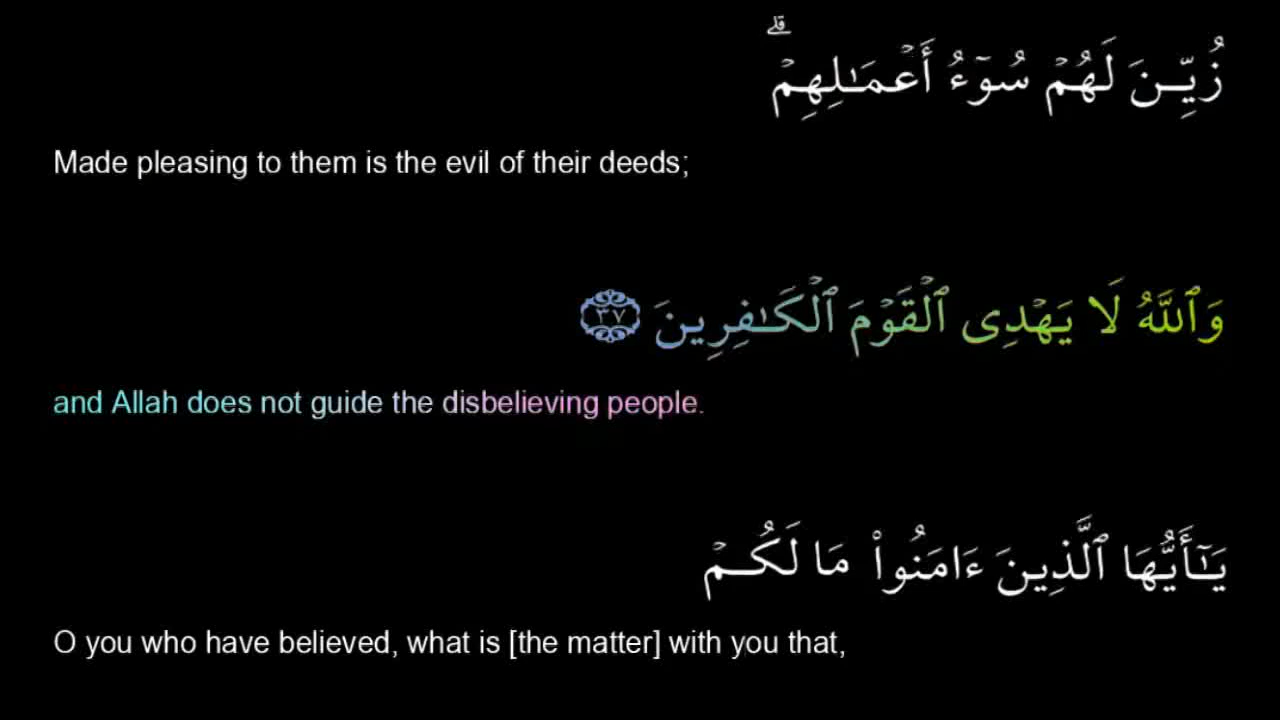 زُيِّنَ لَهُمۡ سُوٓءُ أَعۡمَٰلِهِمۡۗ
Made pleasing to them is the evil of their deeds;
وَٱللَّهُ لَا يَهۡدِى ٱلۡقَوۡمَ ٱلۡكَٰفِرِينَ ٣٧
and Allah does not guide the disbelieving people.
يَٰٓأَيُّهَا ٱلَّذِينَ ءَامَنُواْ مَا لَكُمۡ
O you who have believed, what is [the matter] with you that,